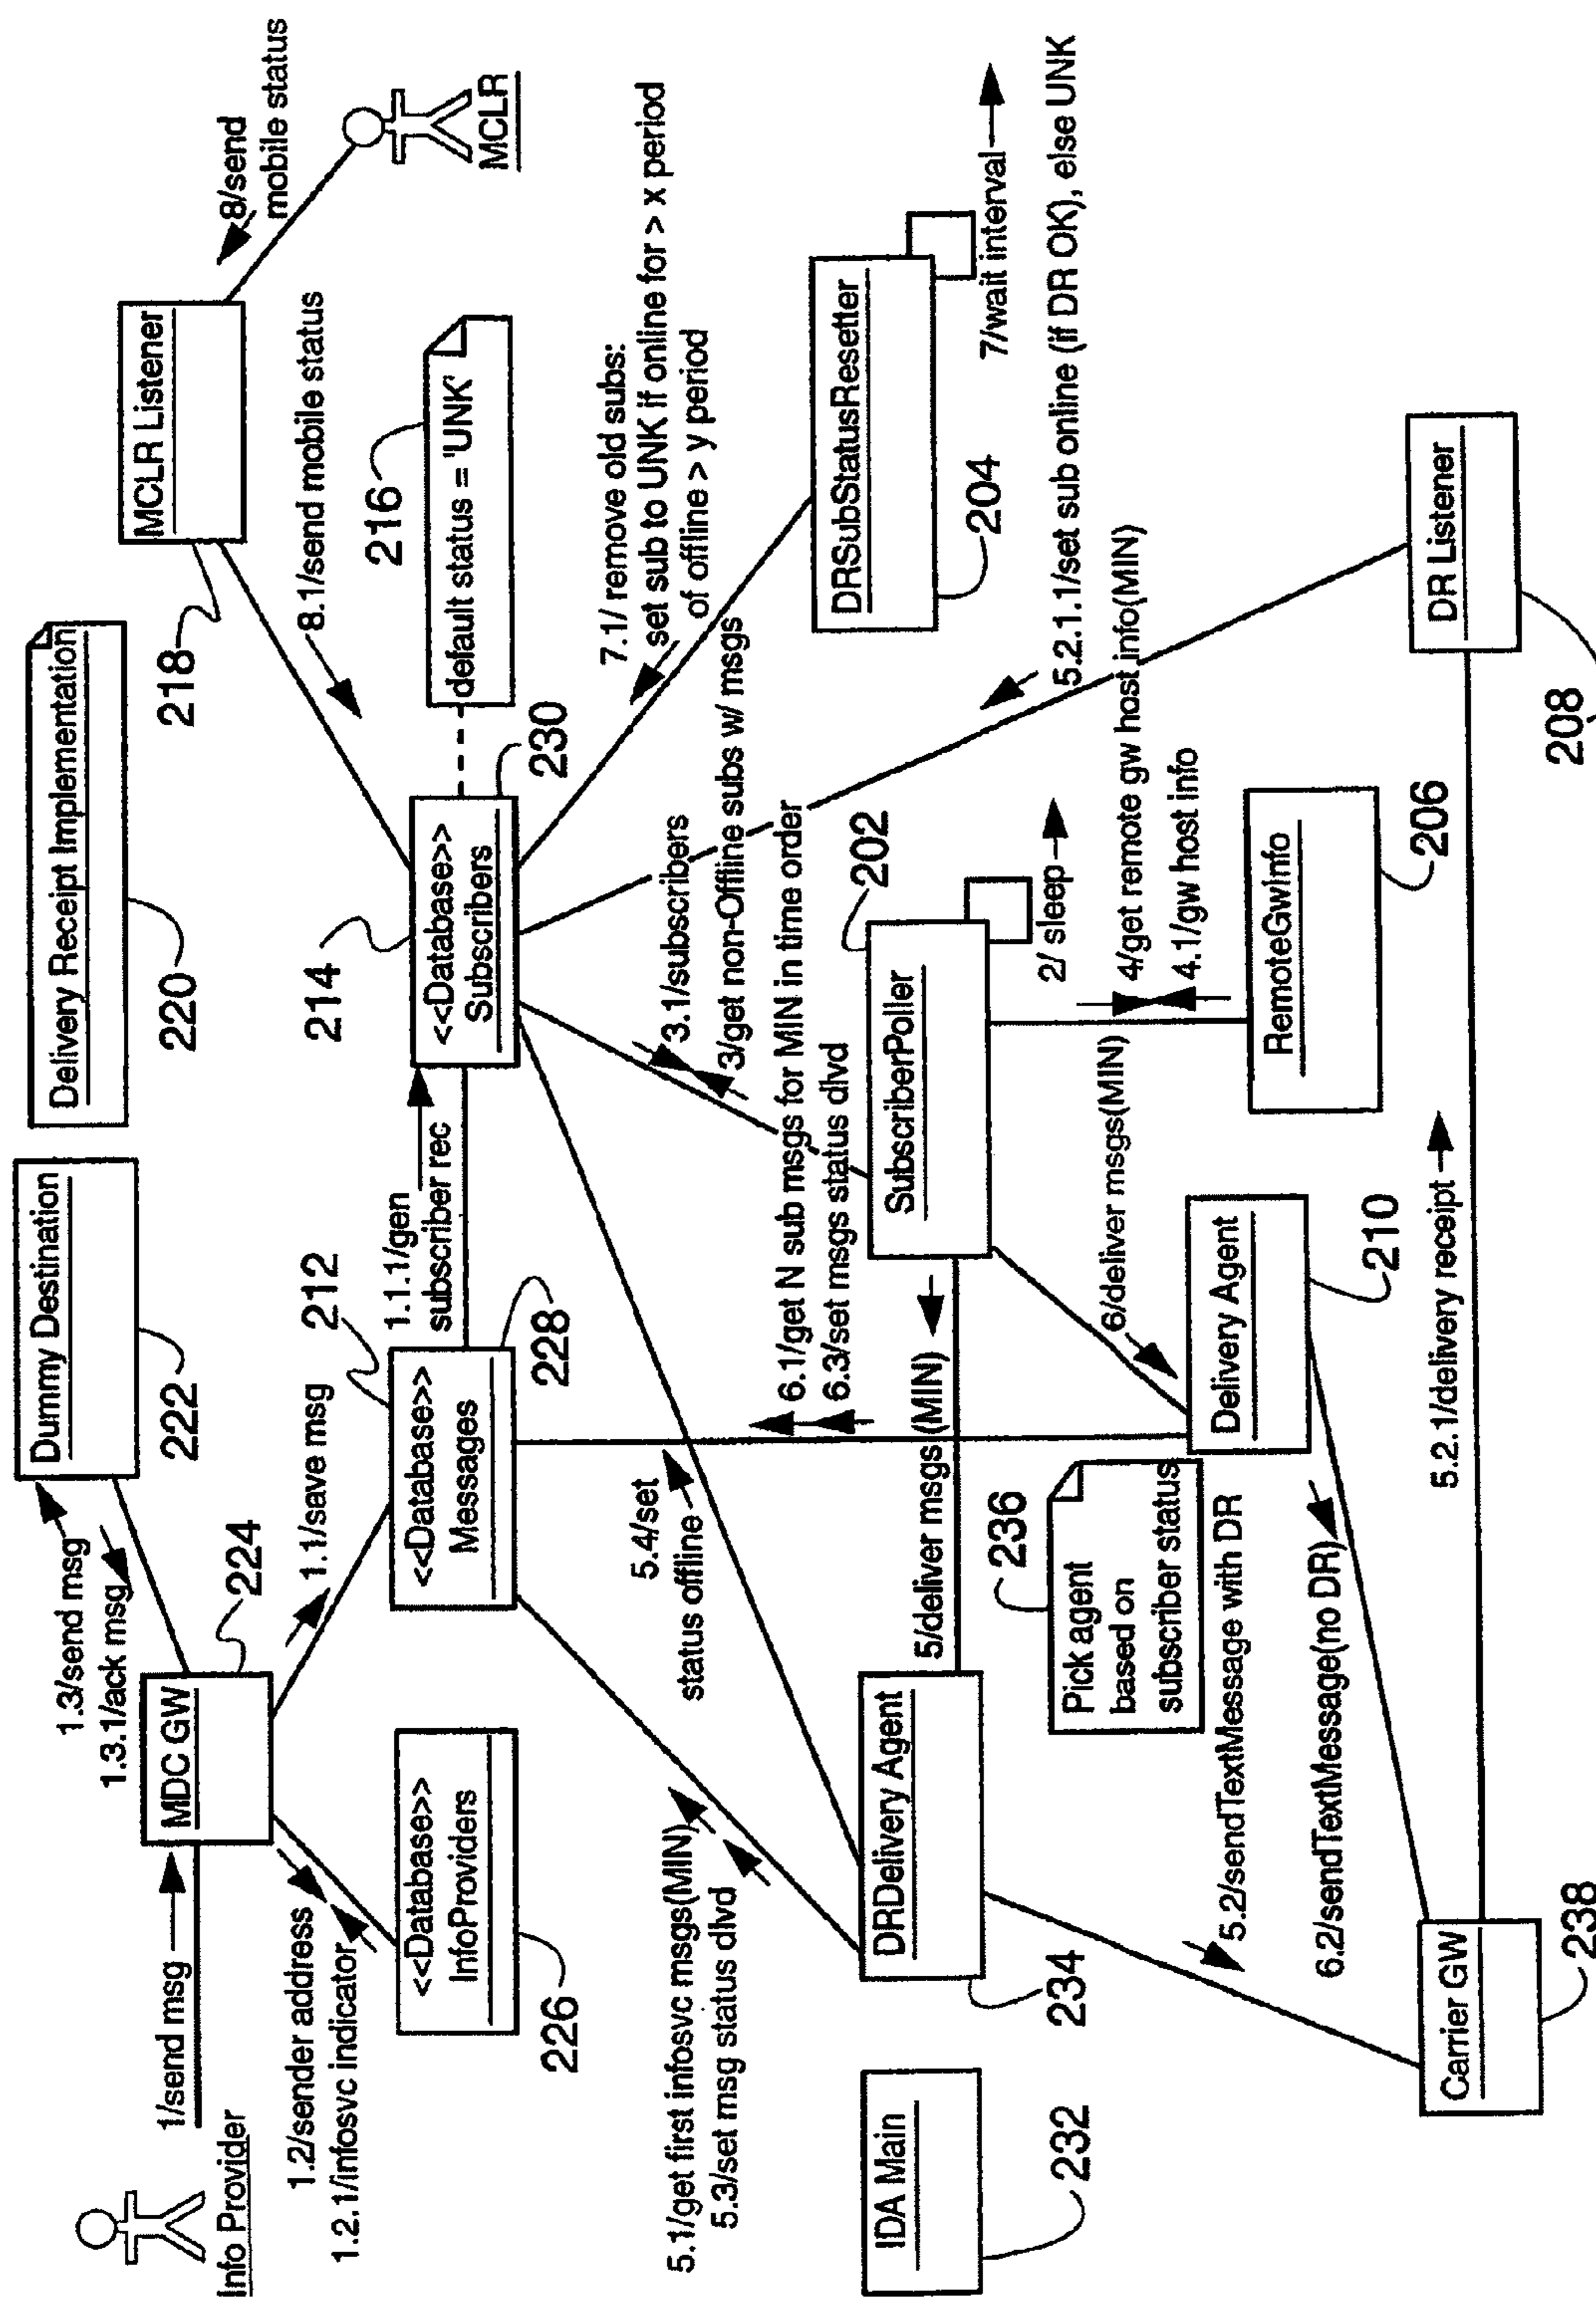 Info Provider
1/send msg
MDC GW
224
1.3/send msg
1.3.1/ack msg
Dummy Destination
222
Delivery Receipt Implementation
220
MCLR Listener
218
8/send
mobile status
MCLR
1.2/sender address
1.2.1/infosvc indicator
<<Database>>
InfoProviders
226
1.1/save msg
<<Database>>
Messages
212
228
1.1.1/gen
subscriber rec
<<Database>>
Subscribers
214
230
8.1/send mobile status
default status = 'UNK'
216
7.1/ remove old subs:
set sub to UNK if online for > x period
of offline > y period
5.1/get first infosvc msgs(MIN)
5.3/set msg status dlvd
5.4/set
status offline
3.1/subscribers
3/get non-Offline subs w/ msgs
6.1/get N sub msgs for MIN in time order
6.3/set msgs status dlvd
IDA Main
232
DRDelivery Agent
234
5/deliver msgs (MIN)
SubscriberPoller
202
2/ sleep
DRSubStatusResetter
204
7/wait interval
5.2.1.1/set sub online (if DR OK), else UNK
Pick agent
based on
subscriber status
236
6/deliver msgs(MIN)
4/get remote gw host info(MIN)
4.1/gw host info
Delivery Agent
210
RemoteGwInfo
206
5.2/sendTextMessage with DR
6.2/sendTextMessage(no DR)
Carrier GW
238
5.2.1/delivery receipt
DR Listener
208